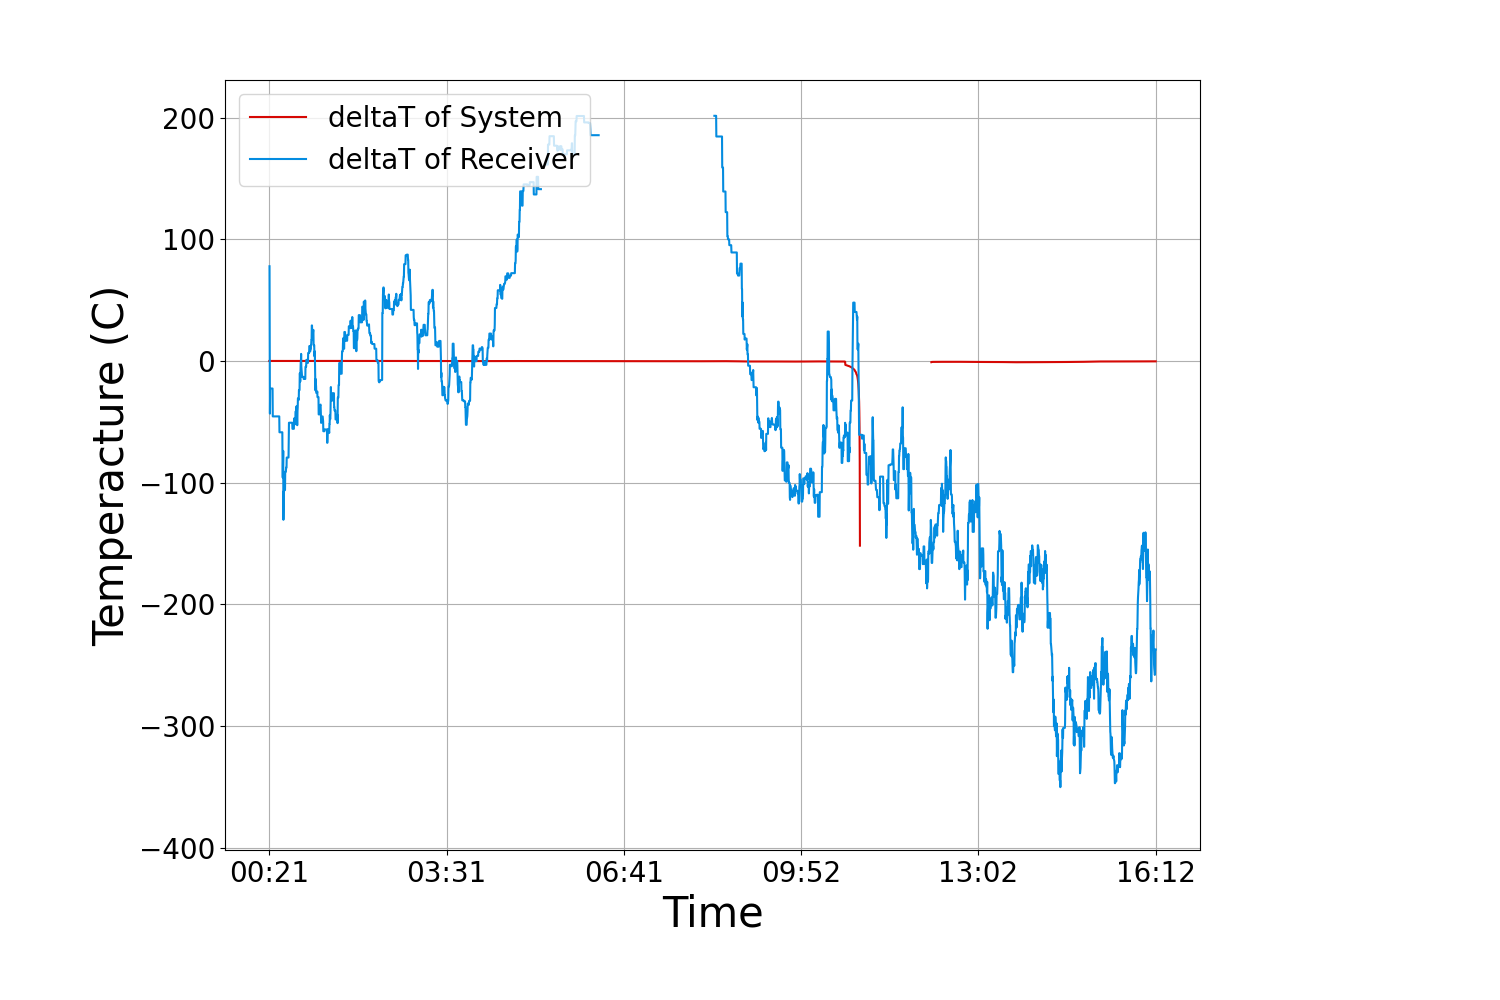 deltaT of System
deltaT of Receiver
200
100
0
−100
−200
−300
−400
Temperacture (C)
00:21 03:31 06:41 09:52 13:02 16:12
Time